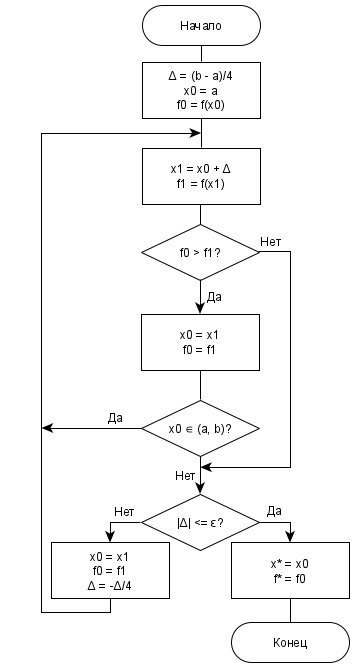 Начало
Δ = (b - a)/4
x0 = a
f0 = f(x0)
x1 = x0 + Δ
f1 = f(x1)
f0 > f1?
Нет
Да
x0 = x1
f0 = f1
x0 ∈ (a, b)?
Да
Нет
|Δ| <= ε?
Нет
Да
x0 = x1
f0 = f1
Δ = -Δ/4
x* = x0
f* = f0
Конец